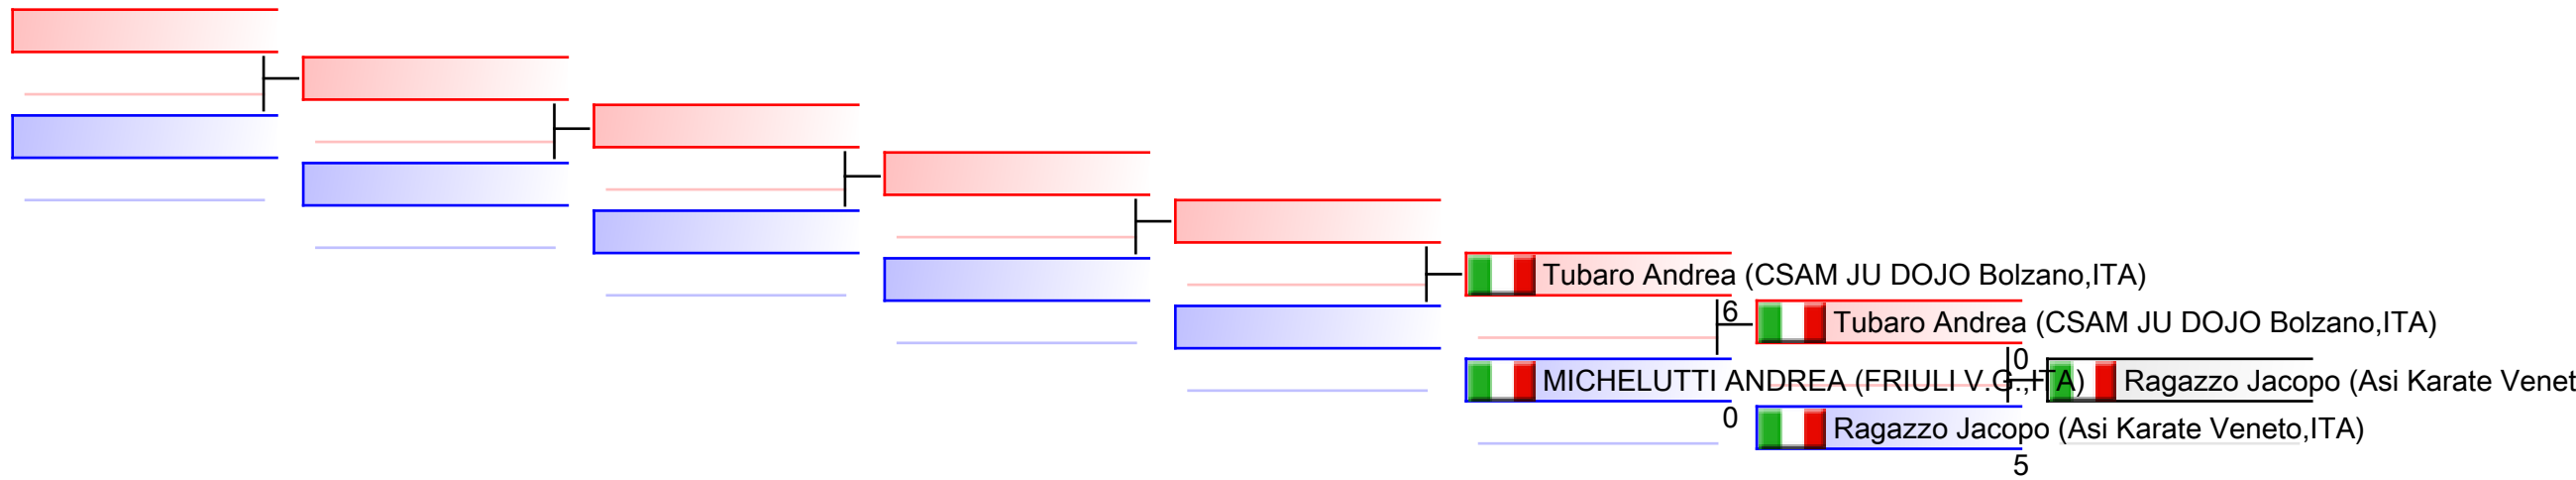 Tubaro Andrea (CSAM JU DOJO Bolzano,ITA)
6
Tubaro Andrea (CSAM JU DOJO Bolzano,ITA)
0
MICHELUTTI ANDREA (FRIULI V.G.,ITA)
Ragazzo Jacopo (Asi Karate Venet
0
Ragazzo Jacopo (Asi Karate Veneto,ITA)
5